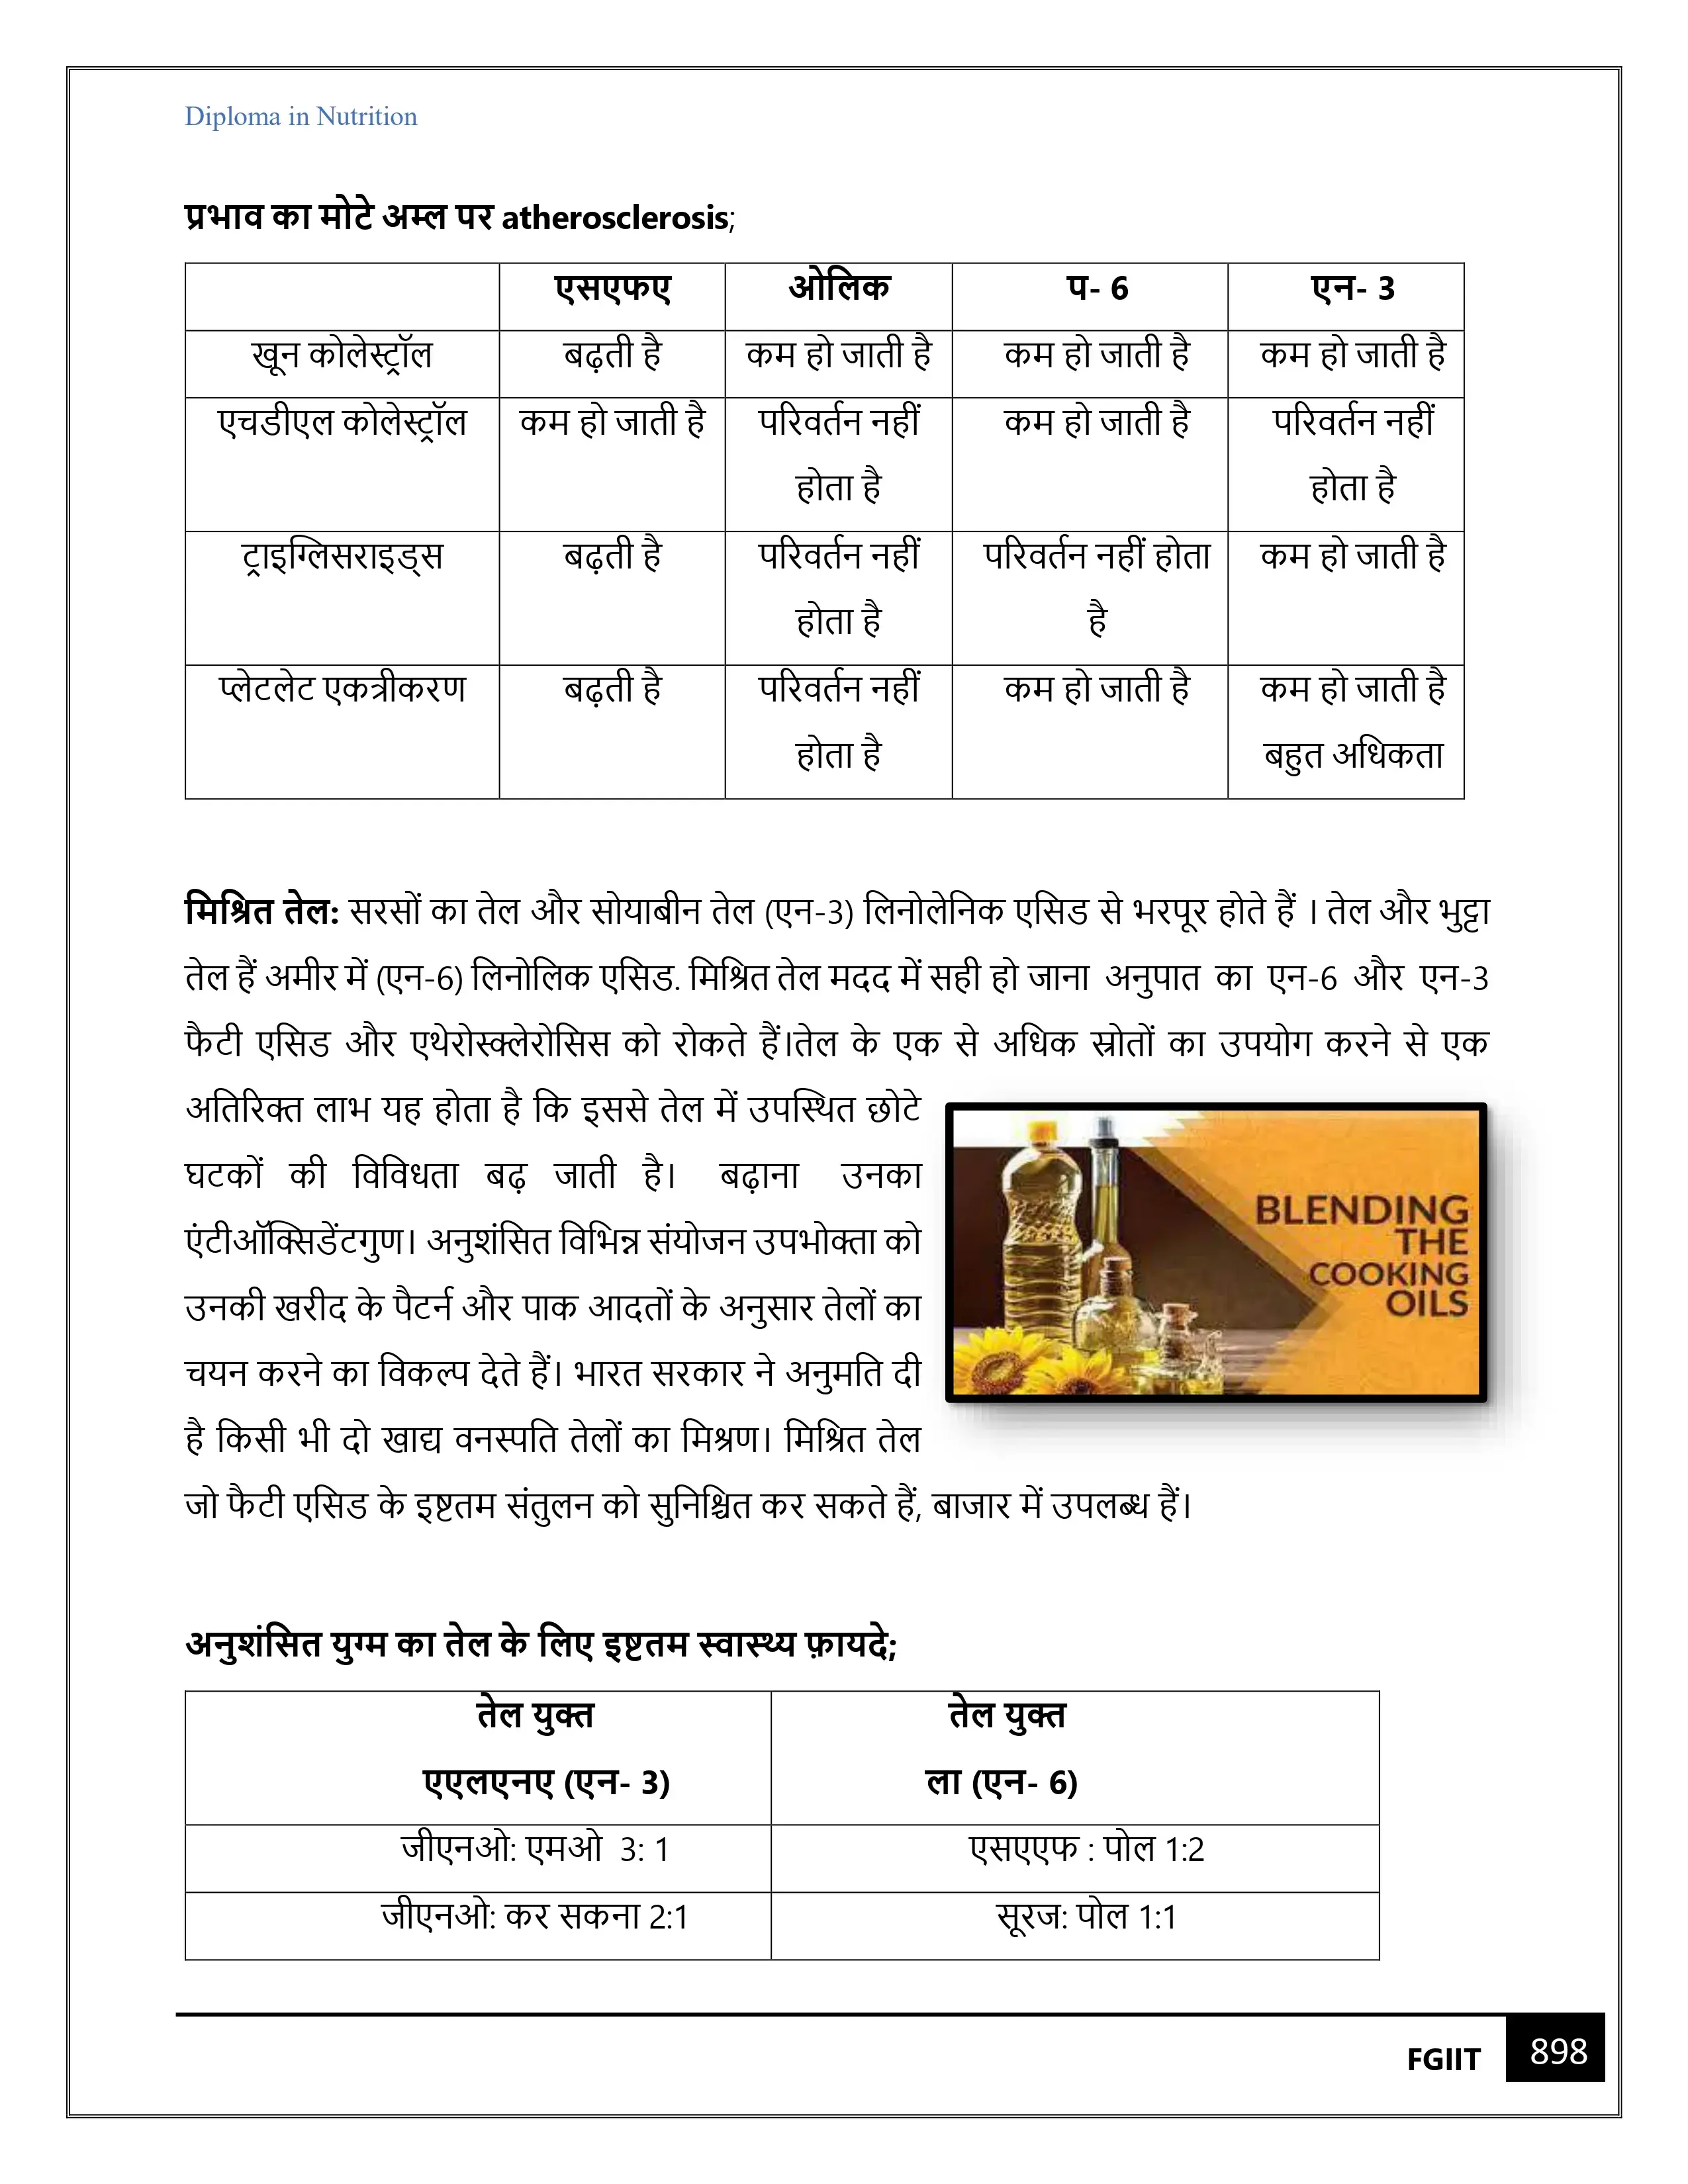 Diploma in Nutrition
प्रभाव का मोटे अम्ल पर atherosclerosis;
एसएफए ओलिक प- 6 एन- 3
खून कोलेस्ट्रॉल बढ़ती है कम हो जाती है कम हो जाती है कम हो जाती है
एचडीएल कोलेस्ट्रॉल कम हो जाती है परिवर्तन नहीं कम हो जाती है परिवर्तन नहीं
होता है होता है
ट्राइग्लिसराइड्स बढ़ती है परिवर्तन नहीं परिवर्तन नहीं होता कम हो जाती है
होता है है
प्लेटलेट एकत्रीकरण बढ़ती है परिवर्तन नहीं कम हो जाती है कम हो जाती है
होता है बहुत अधिकता
मिश्रित तेल: सरसों का तेल और सोयाबीन तेल (एन-3) लिनोलेनिक एसिड से भरपूर होते हैं । तेल और भुट्टा
तेल हैं अमीर में (एन-6) लिनोलिक एसिड. मिश्रित तेल मदद में सही हो जाना अनुपात का एन-6 और एन-3
फैटी एसिड और एथेरोस्क्लेरोसिस को रोकते हैं।तेल के एक से अधिक स्रोतों का उपयोग करने से एक
अतिरिक्त लाभ यह होता है कि इससे तेल में उपस्थित छोटे
घटकों की विविधता बढ़ जाती है। बढ़ाना उनका
एंटीऑक्सिडेंटगुण। अनुशंसित विभिन्न संयोजन उपभोक्ता को
उनकी खरीद के पैटर्न और पाक आदतों के अनुसार तेलों का
चयन करने का विकल्प देते हैं। भारत सरकार ने अनुमति दी
है किसी भी दो खाद्य वनस्पति तेलों का मिश्रण। मिश्रित तेल
जो फैटी एसिड के इष्टतम संतुलन को सुनिश्चित कर सकते हैं, बाजार में उपलब्ध हैं।
BLENDING
THE
COOKING
OILS
अनुशंसित युग्म का तेल के लिए इष्टतम स्वास्थ्य फ़ायदे;
तेल युक्त तेल युक्त
एएलएनए (एन- 3) ला (एन- 6)
जीएनओ: एमओ 3: 1 एसएएफ : पोल 1:2
जीएनओ: कर सकना 2:1 सूरज: पोल 1:1
FGIIT 898